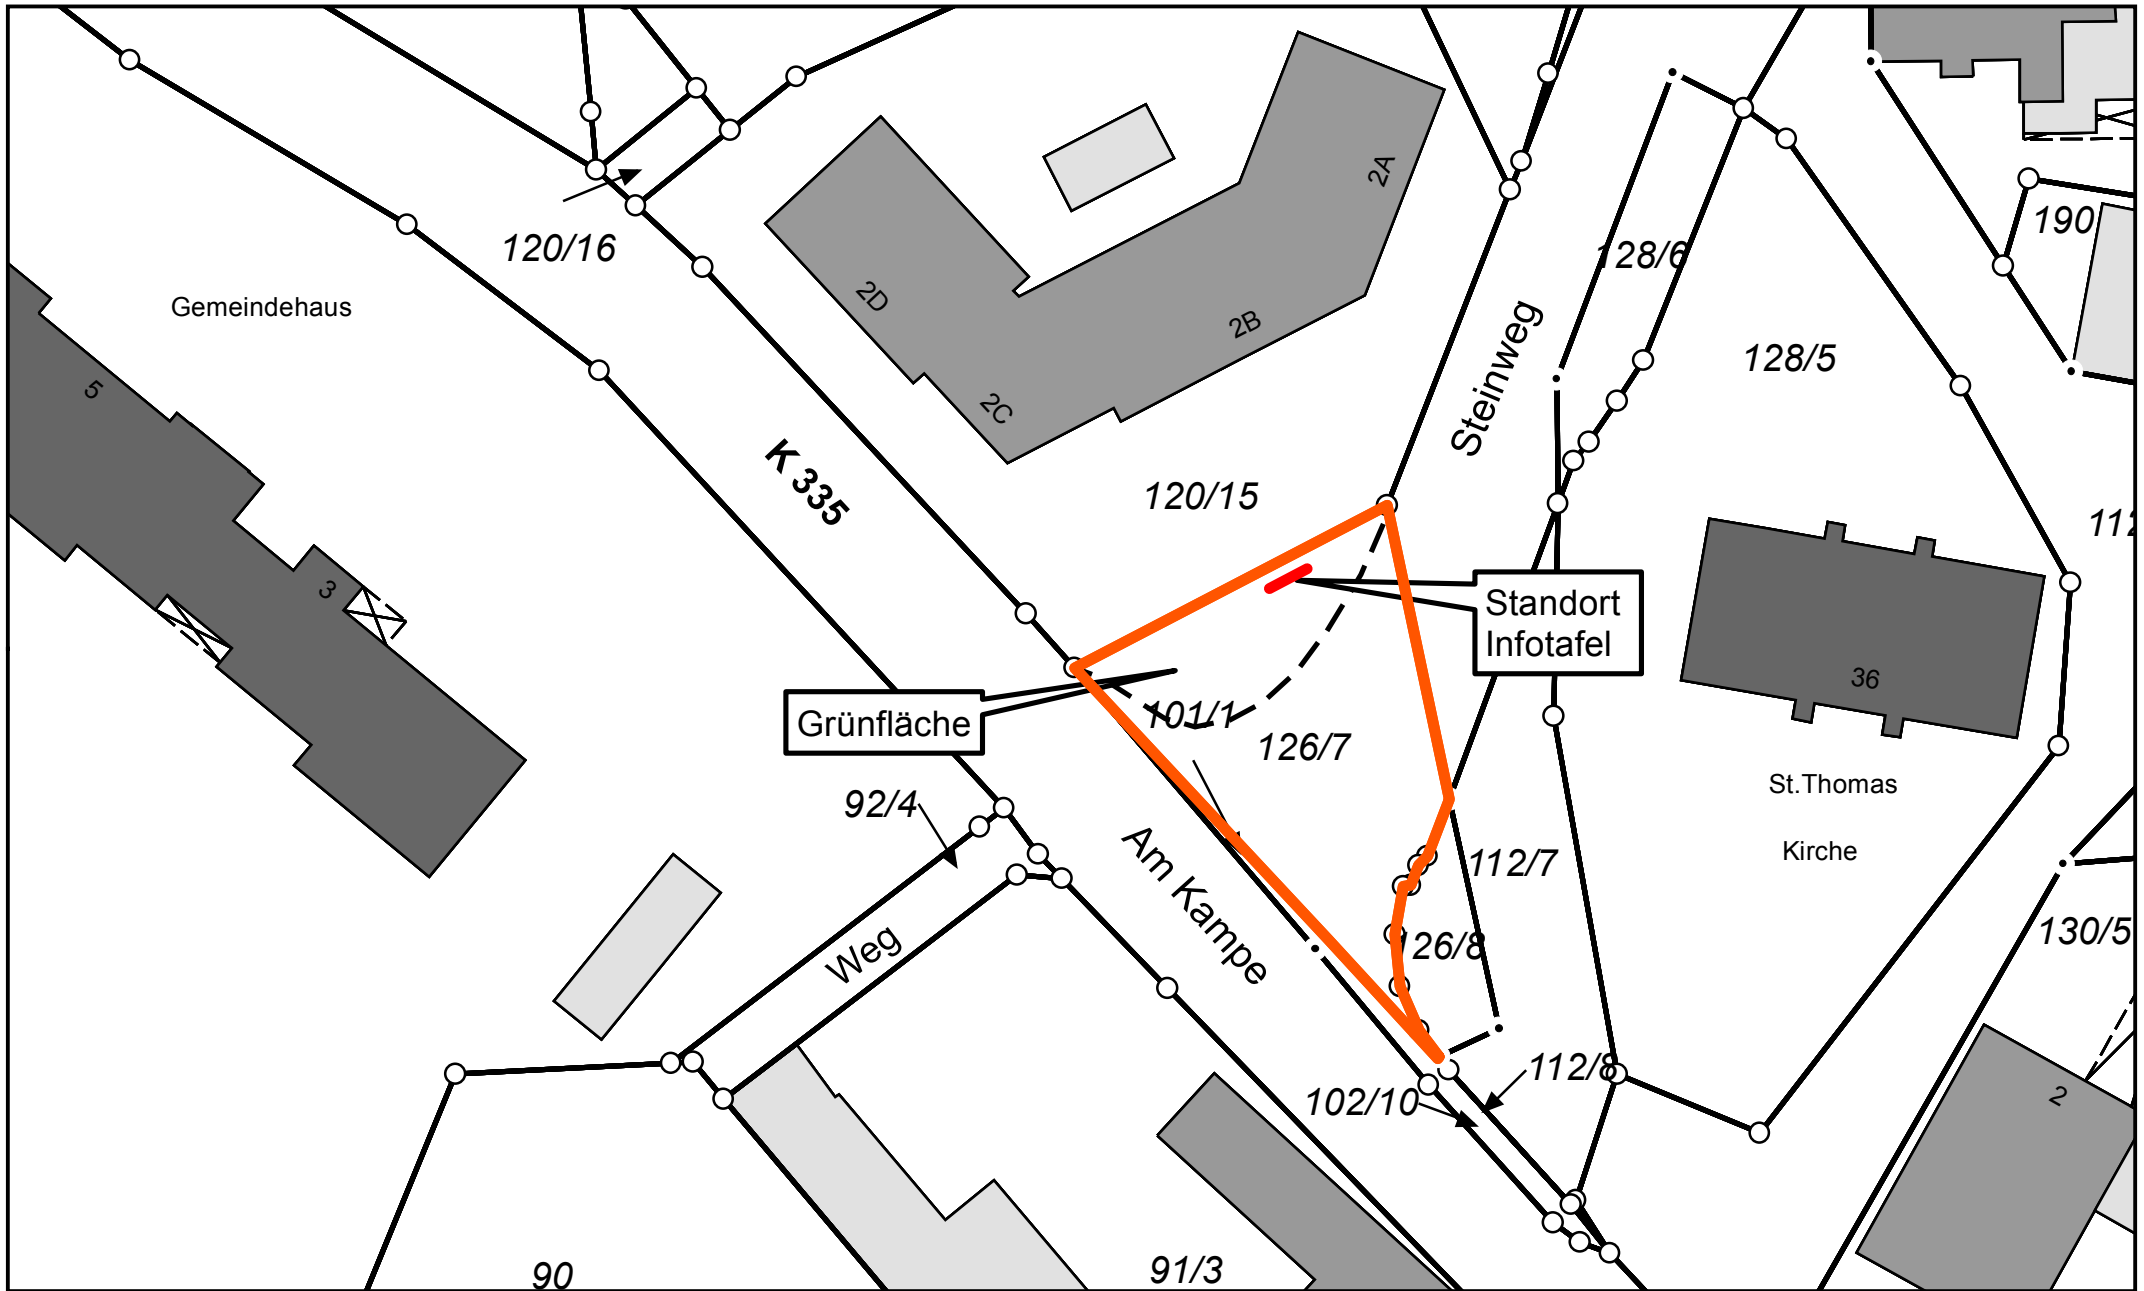 2A
190
120/16
128/6
Gemeindehaus
2D
2B
Steinweg
128/5
5
2C
K 335
120/15
112
3
Standort
Infotafel
36
101/1
Grünfläche
126/7
St.Thomas
Kirche
92/4
Am Kampe
112/7
130/5
Weg
126/8
112/8
102/10
2
90
91/3